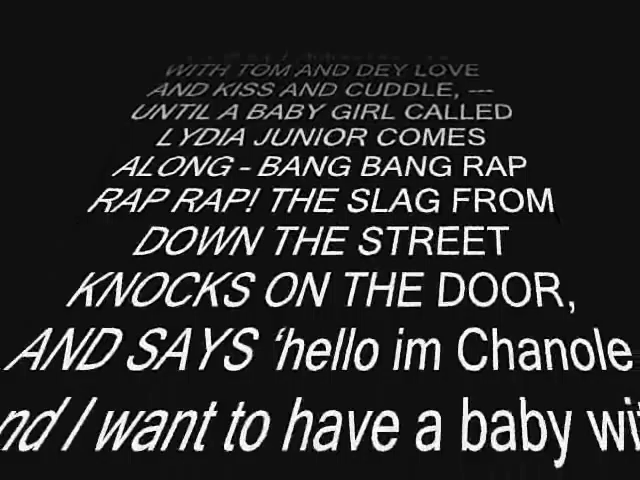 WITH TOM AND DEY LOVE
AND KISS AND CUDDLE, ---
UNTIL A BABY GIRL CALLED
LYDIA JUNIOR COMES
ALONG - BANG BANG RAP
RAP RAP! THE SLAG FROM
DOWN THE STREET
KNOCKS ON THE DOOR,
AND SAYS 'hello im Chanole
nd I want to have a baby wit